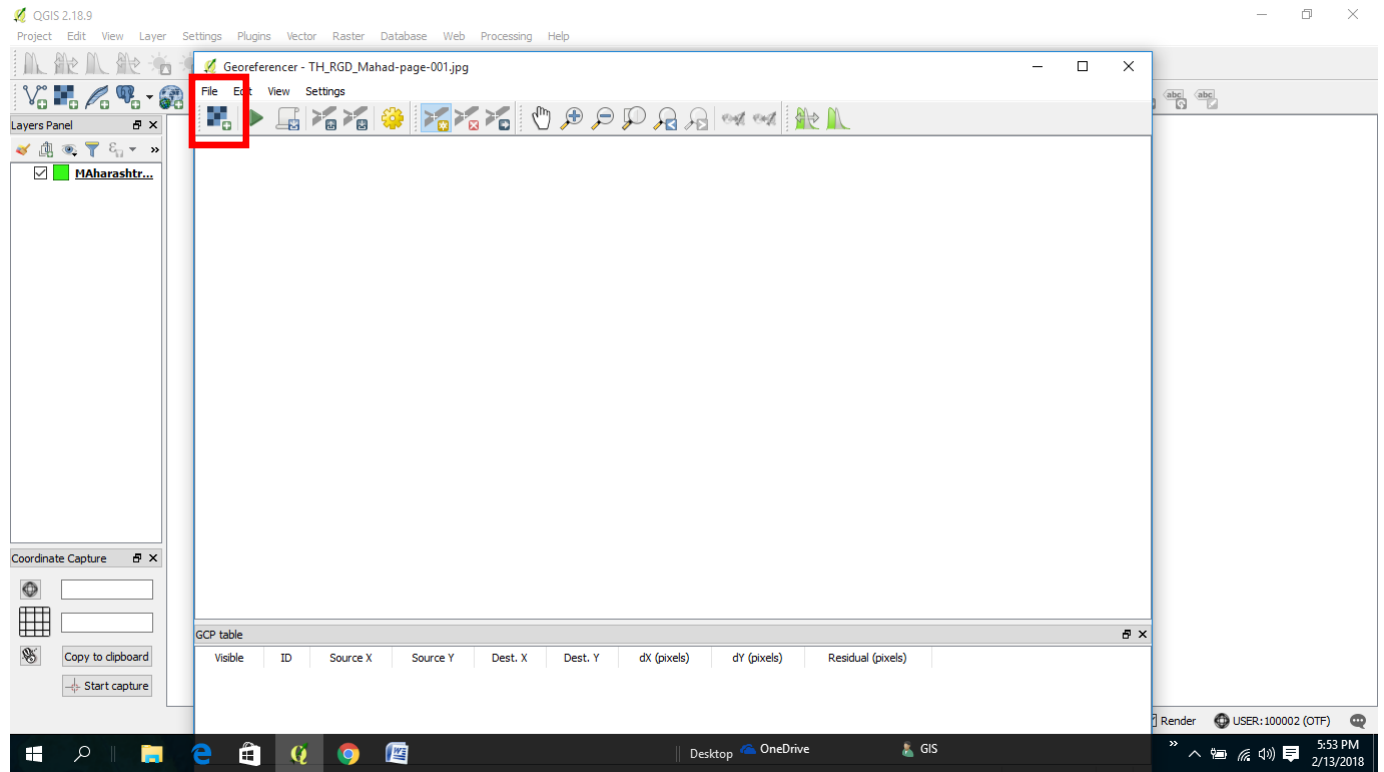 QGIS 2.18.9
Project Edit View Layer Settings Plugins Vector Raster Database Web Processing Help
Georeferencer - TH_RGD_Mahad-page-001.jpg
File Edit View Settings
abc abc
Layers Panel
MAharashtr...
Coordinate Capture
Copy to clipboard
Start capture
GCP table
Visible ID Source X Source Y Dest. X Dest. Y dX (pixels) dY (pixels) Residual (pixels)
Render USER:100002 (OTF)
Desktop OneDrive GIS
5:53 PM
2/13/2018